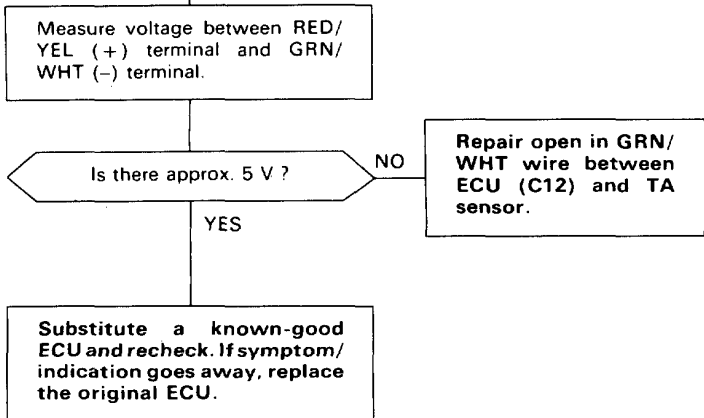 Measure voltage between RED/
YEL (+) terminal and GRN/
WHT (–) terminal.
Is there approx. 5 V ?
NO
Repair open in GRN/
WHT wire between
ECU (C12) and TA
sensor.
YES
Substitute a known-good
ECU and recheck. If symptom/
indication goes away, replace
the original ECU.